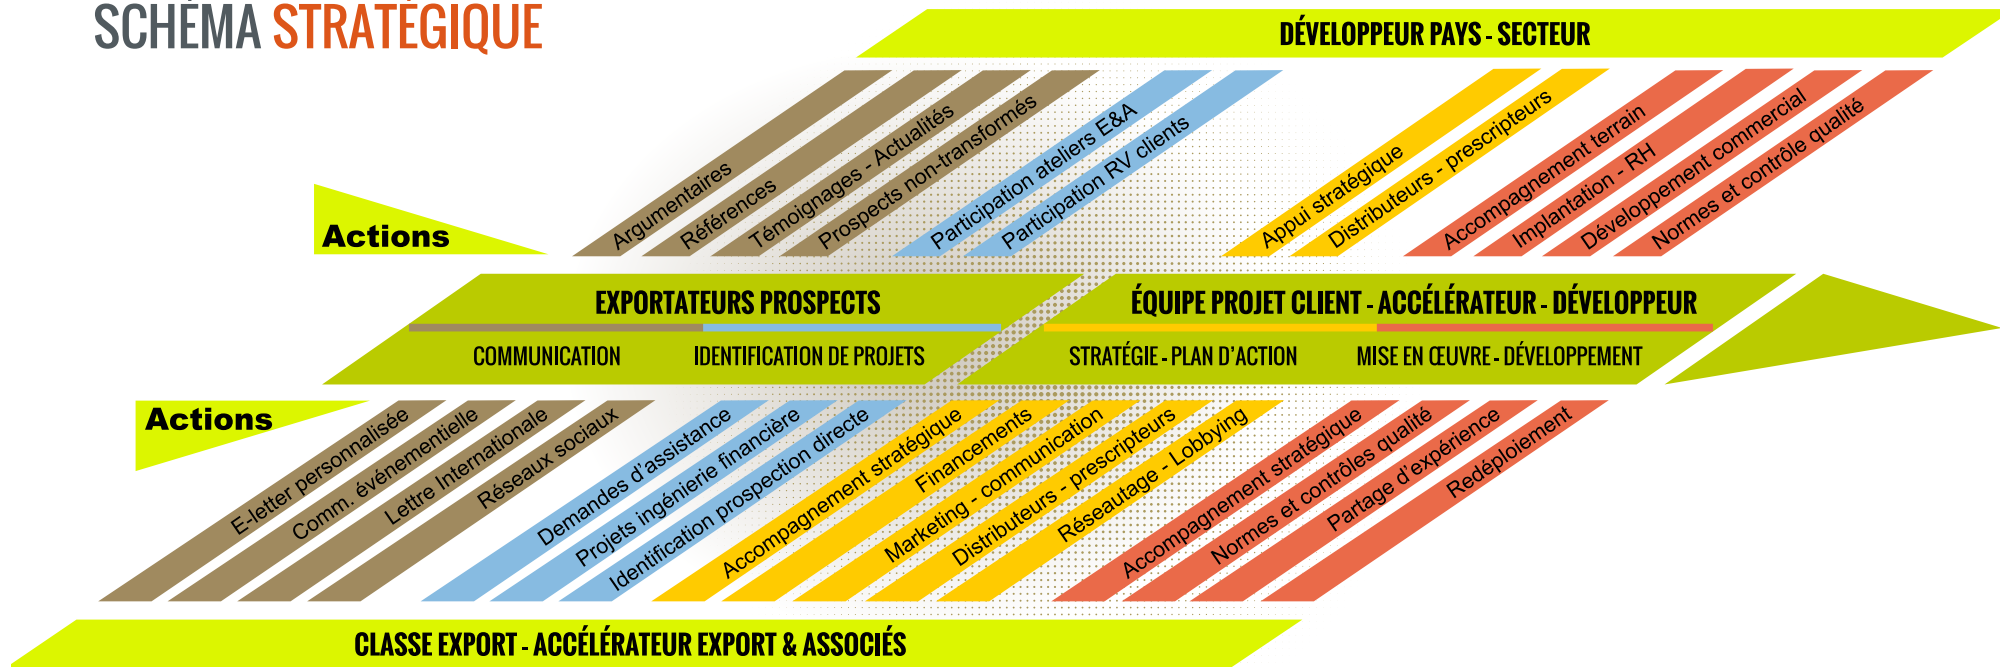 SCHÉMA STRATÉGIQUE
DÉVELOPPEUR PAYS - SECTEUR
Actions
Argumentaires
Références
Témoignages - Actualités
Prospects non-transformés
Participation ateliers E&A
Participation RV clients
Appui stratégique
Distributeurs - prescripteurs
Accompagnement terrain
Implantation - RH
Développement commercial
Normes et contrôle qualité
EXPORTATEURS PROSPECTS
COMMUNICATION
IDENTIFICATION DE PROJETS
ÉQUIPE PROJET CLIENT - ACCÉLÉRATEUR - DÉVELOPPEUR
STRATÉGIE - PLAN D'ACTION
MISE EN ŒUVRE - DÉVELOPPEMENT
Actions
E-letter personnalisée
Comm. événementielle
Lettre Internationale
Réseaux sociaux
Demandes d'assistance
Projets ingénierie financière
Identification prospection directe
Accompagnement stratégique
Financements
Marketing - communication
Distributeurs - prescripteurs
Réseautage - Lobbying
Accompagnement stratégique
Normes et contrôles qualité
Partage d'expérience
Redéploiement
CLASSE EXPORT - ACCÉLÉRATEUR EXPORT & ASSOCIÉS